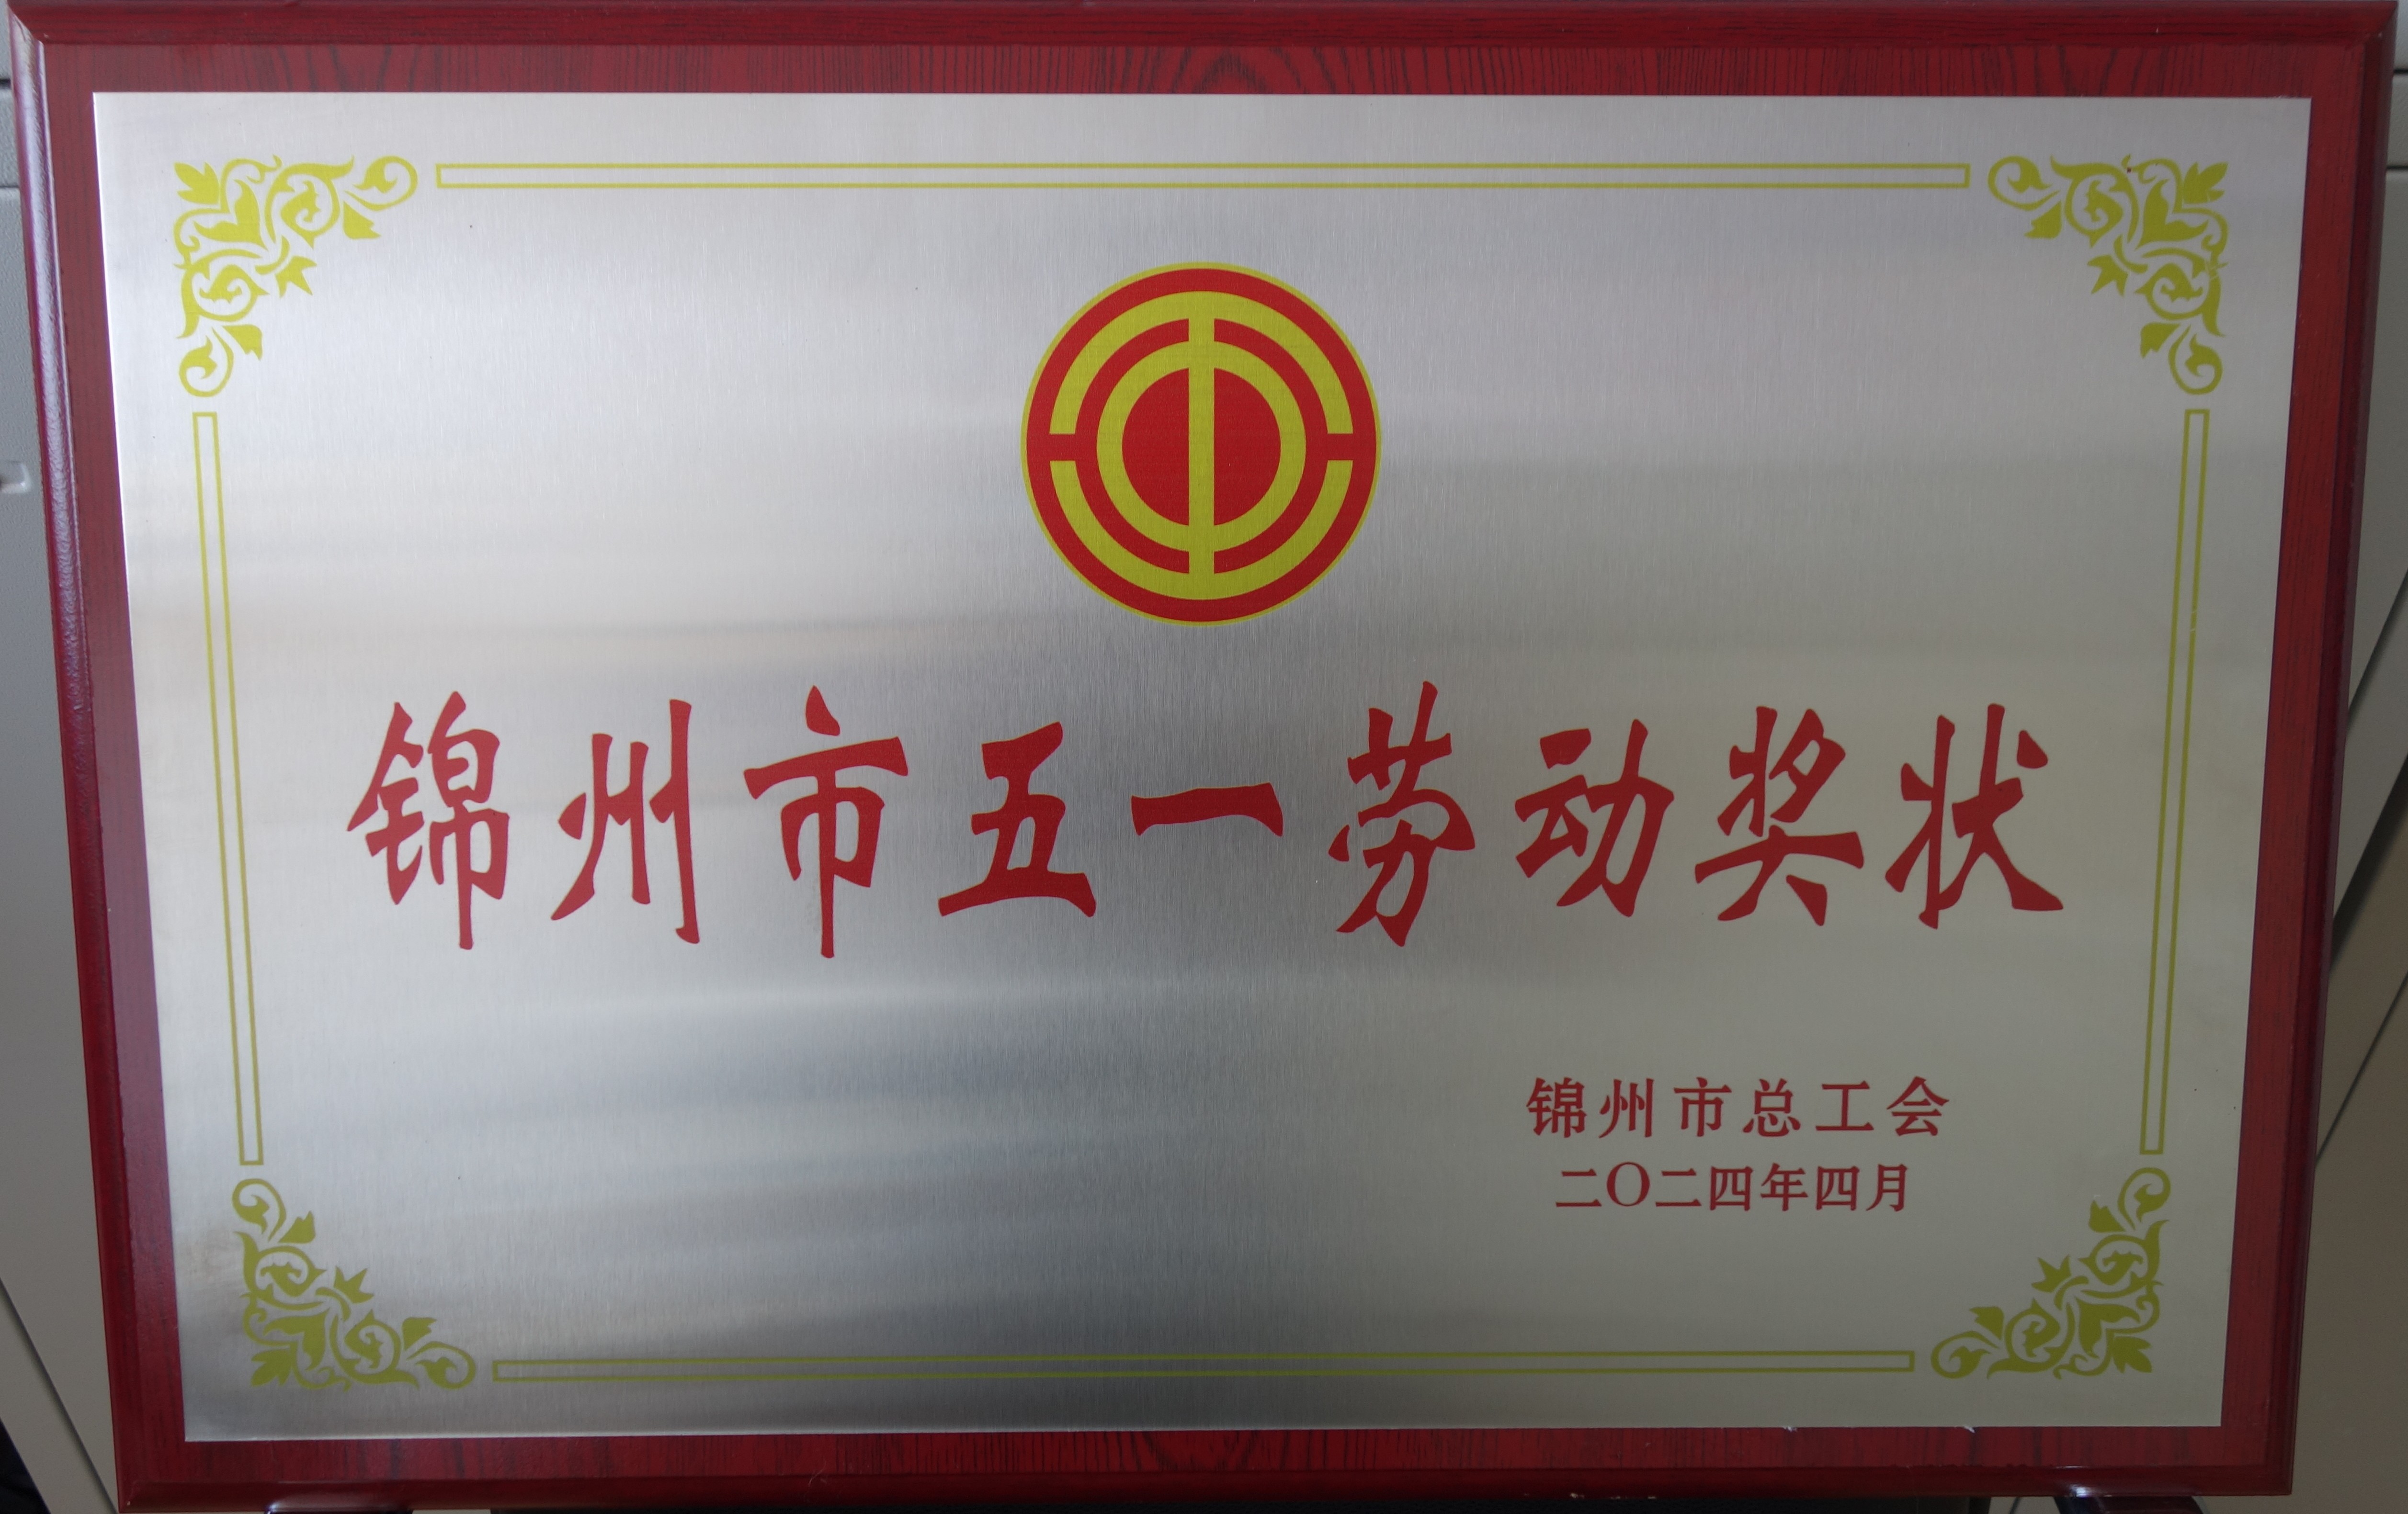 锦州市五一劳动奖状
锦州市总工会
二〇二四年四月